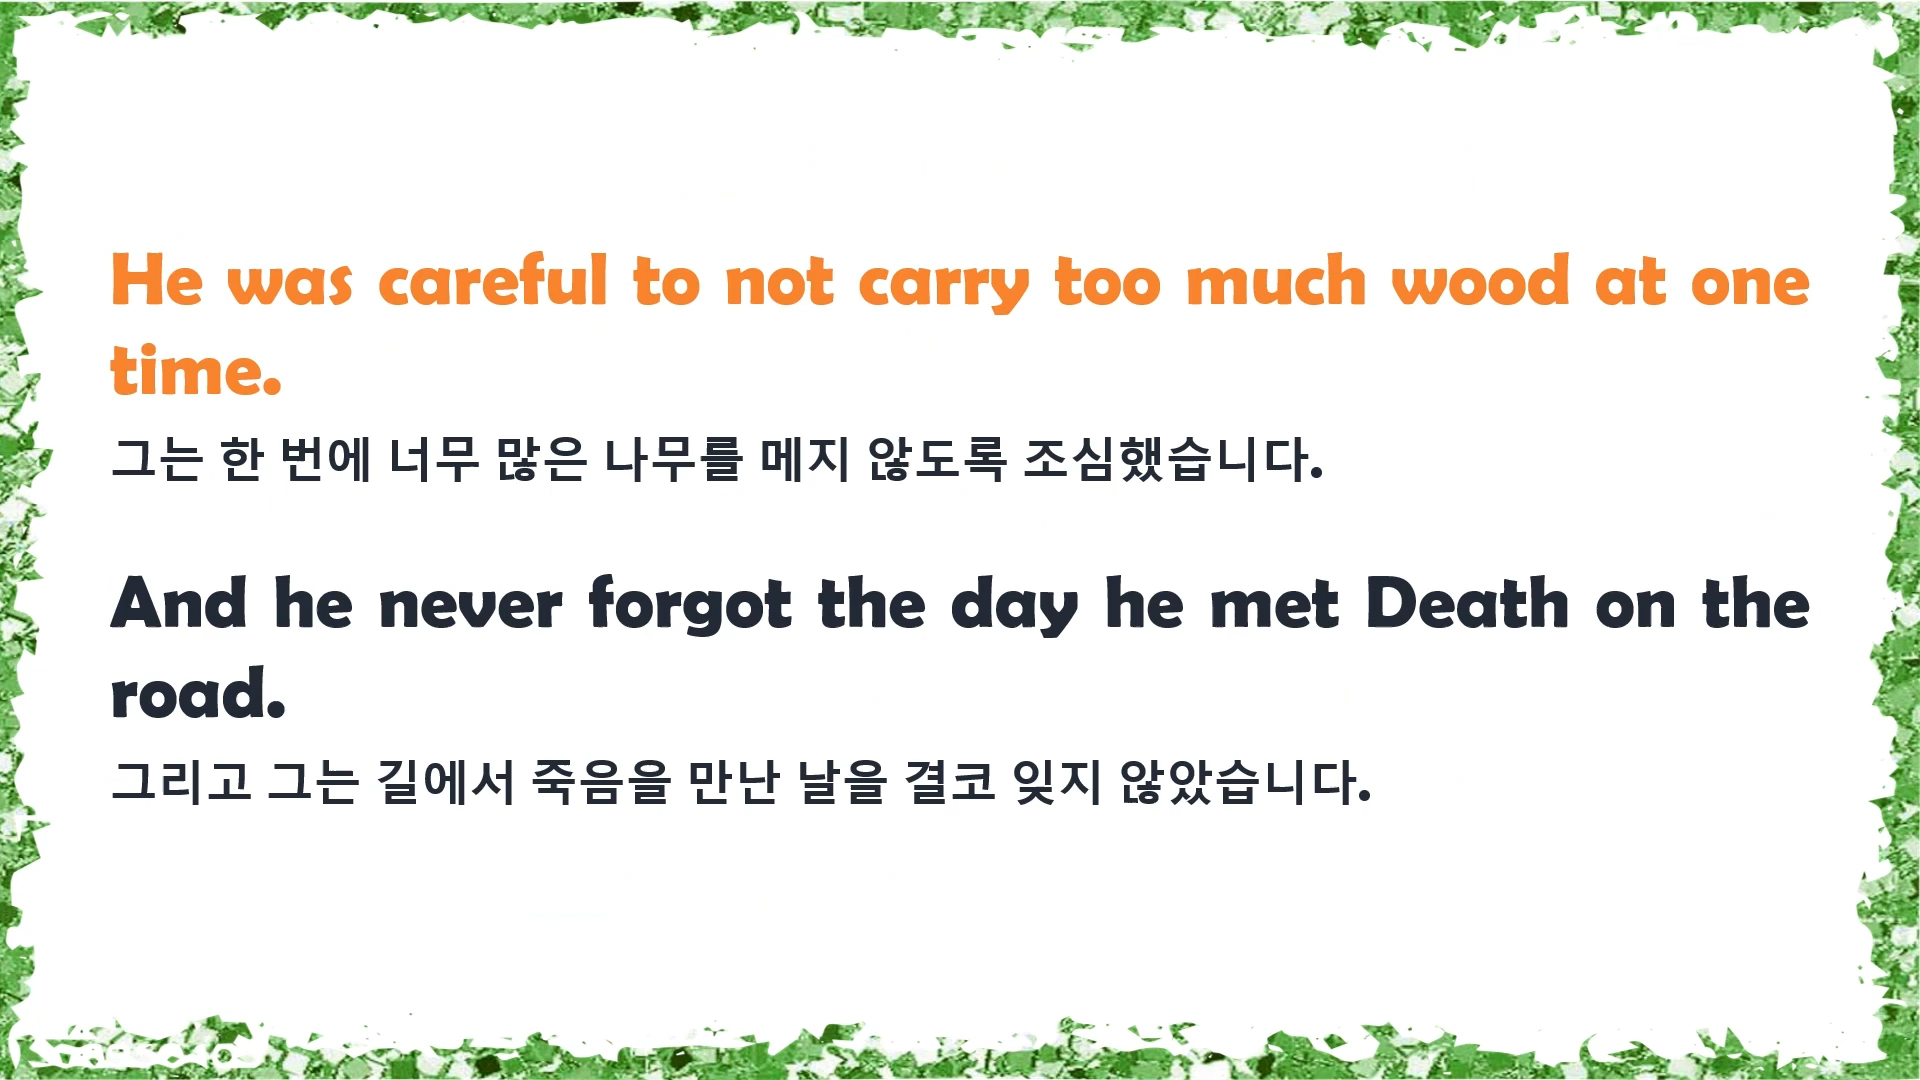 He was careful to not carry too much wood at one
time.
그는 한 번에 너무 많은 나무를 메지 않도록 조심했습니다.
And he never forgot the day he met Death on the
road.
그리고 그는 길에서 죽음을 만난 날을 결코 잊지 않았습니다.